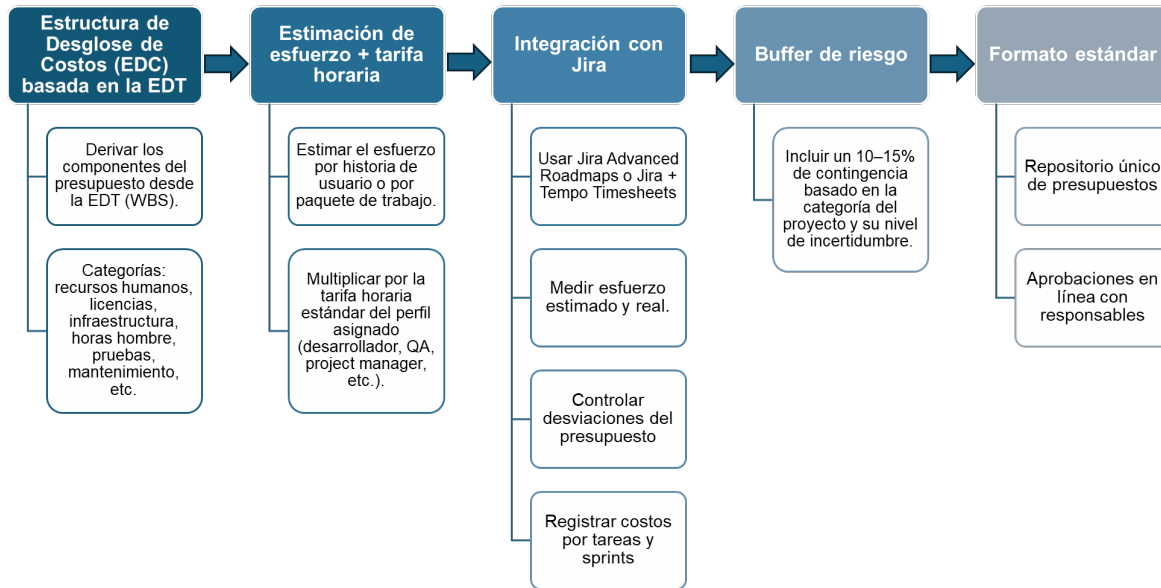 Estructura de
Desglose de
Costos (EDC)
basada en la EDT
Derivar los
componentes del
presupuesto desde
la EDT (WBS).
Categorías:
recursos humanos,
licencias,
infraestructura,
horas hombre,
pruebas,
mantenimiento,
etc.
Estimación de
esfuerzo + tarifa
horaria
Estimar el esfuerzo
por historia de
usuario o por
paquete de trabajo.
Multiplicar por la
tarifa horaria
estándar del perfil
asignado
(desarrollador, QA,
project manager,
etc.).
Integración con
Jira
Usar Jira Advanced
Roadmaps o Jira +
Tempo Timesheets
Medir esfuerzo
estimado y real.
Controlar
desviaciones del
presupuesto
Registrar costos
por tareas y
sprints
Buffer de riesgo
Incluir un 10–15%
de contingencia
basado en la
categoría del
proyecto y su nivel
de incertidumbre.
Formato estándar
Repositorio único
de presupuestos
Aprobaciones en
línea con
responsables